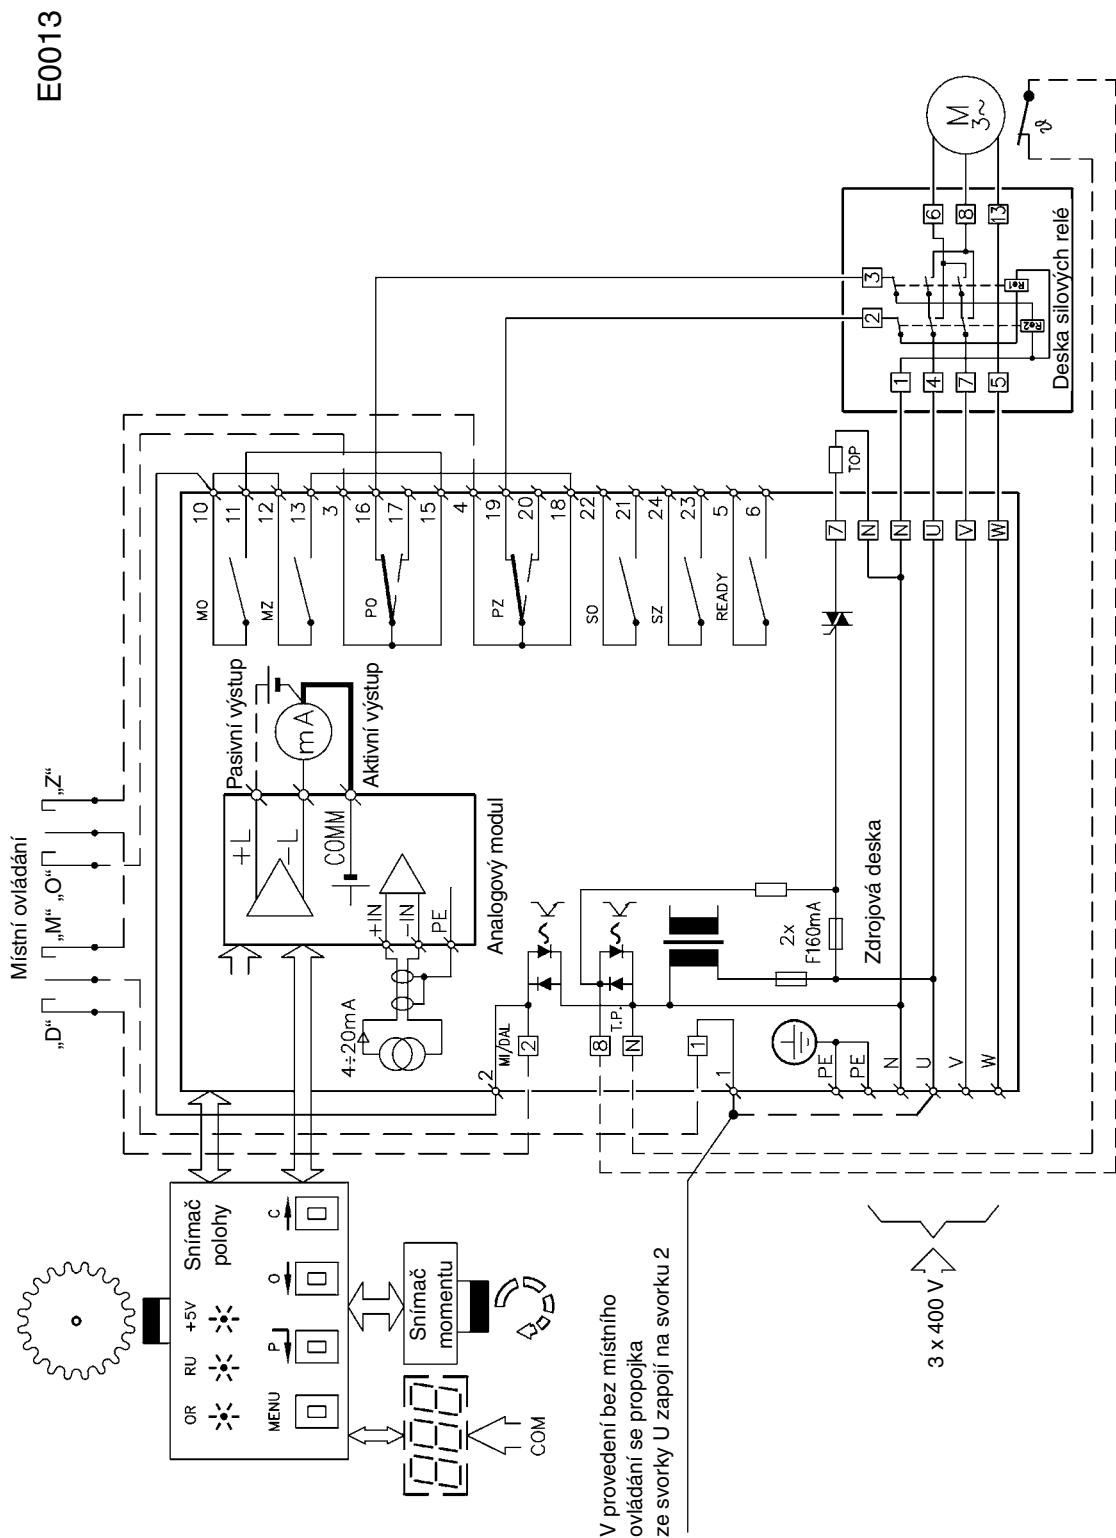 E0013
Místní ovládání
„D“
„M“
„O“
„Z“
OR
RU
+5V
Snímač
polohy
MENU
P
O
C
Snímač
momentu
COM
+L
-L
COMM
+IN
-IN
PE
Pasivní výstup
mA
Aktivní výstup
Analogový modul
4÷20mA
MO
MZ
PO
PZ
SO
SZ
READY
10
11
12
13
3
16
17
15
4
19
20
18
22
21
24
23
5
6
2
MI/DAL
2
8
T.P.
N
1
1
PE
PE
N
U
V
W
2x
F160mA
Zdrojová deska
7
TOP
N
N
U
V
W
1
4
7
5
2
3
6
8
13
Re2
Re1
Deska silových relé
M
3~
ϑ
V provedení bez místního
ovládání se propojka
ze svorky U zapojí na svorku 2
3 x 400 V